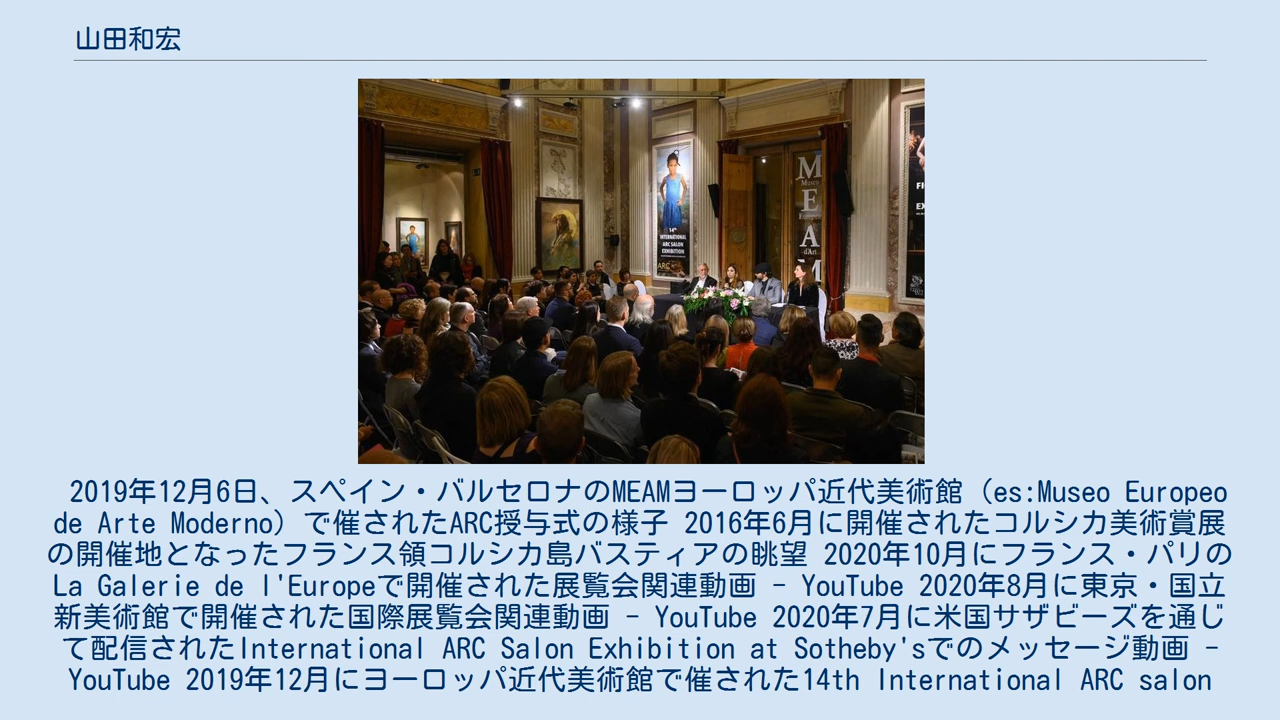 山田和宏
14th
INTERNATIONAL
ARC SALON
EXHIBITION
ARC
M
Museu
E
Europeu
A
d'Art
M
2019年12月6日、スペイン・バルセロナのMEAMヨーロッパ近代美術館（es:Museo Europeo
de Arte Moderno）で催されたARC授与式の様子 2016年6月に開催されたコルシカ美術賞展
の開催地となったフランス領コルシカ島バスティアの眺望 2020年10月にフランス・パリの
La Galerie de l'Europeで開催された展覧会関連動画 - YouTube 2020年8月に東京・国立
新美術館で開催された国際展覧会関連動画 - YouTube 2020年7月に米国サザビーズを通じ
て配信されたInternational ARC Salon Exhibition at Sotheby'sでのメッセージ動画 -
YouTube 2019年12月にヨーロッパ近代美術館で催された14th International ARC salon